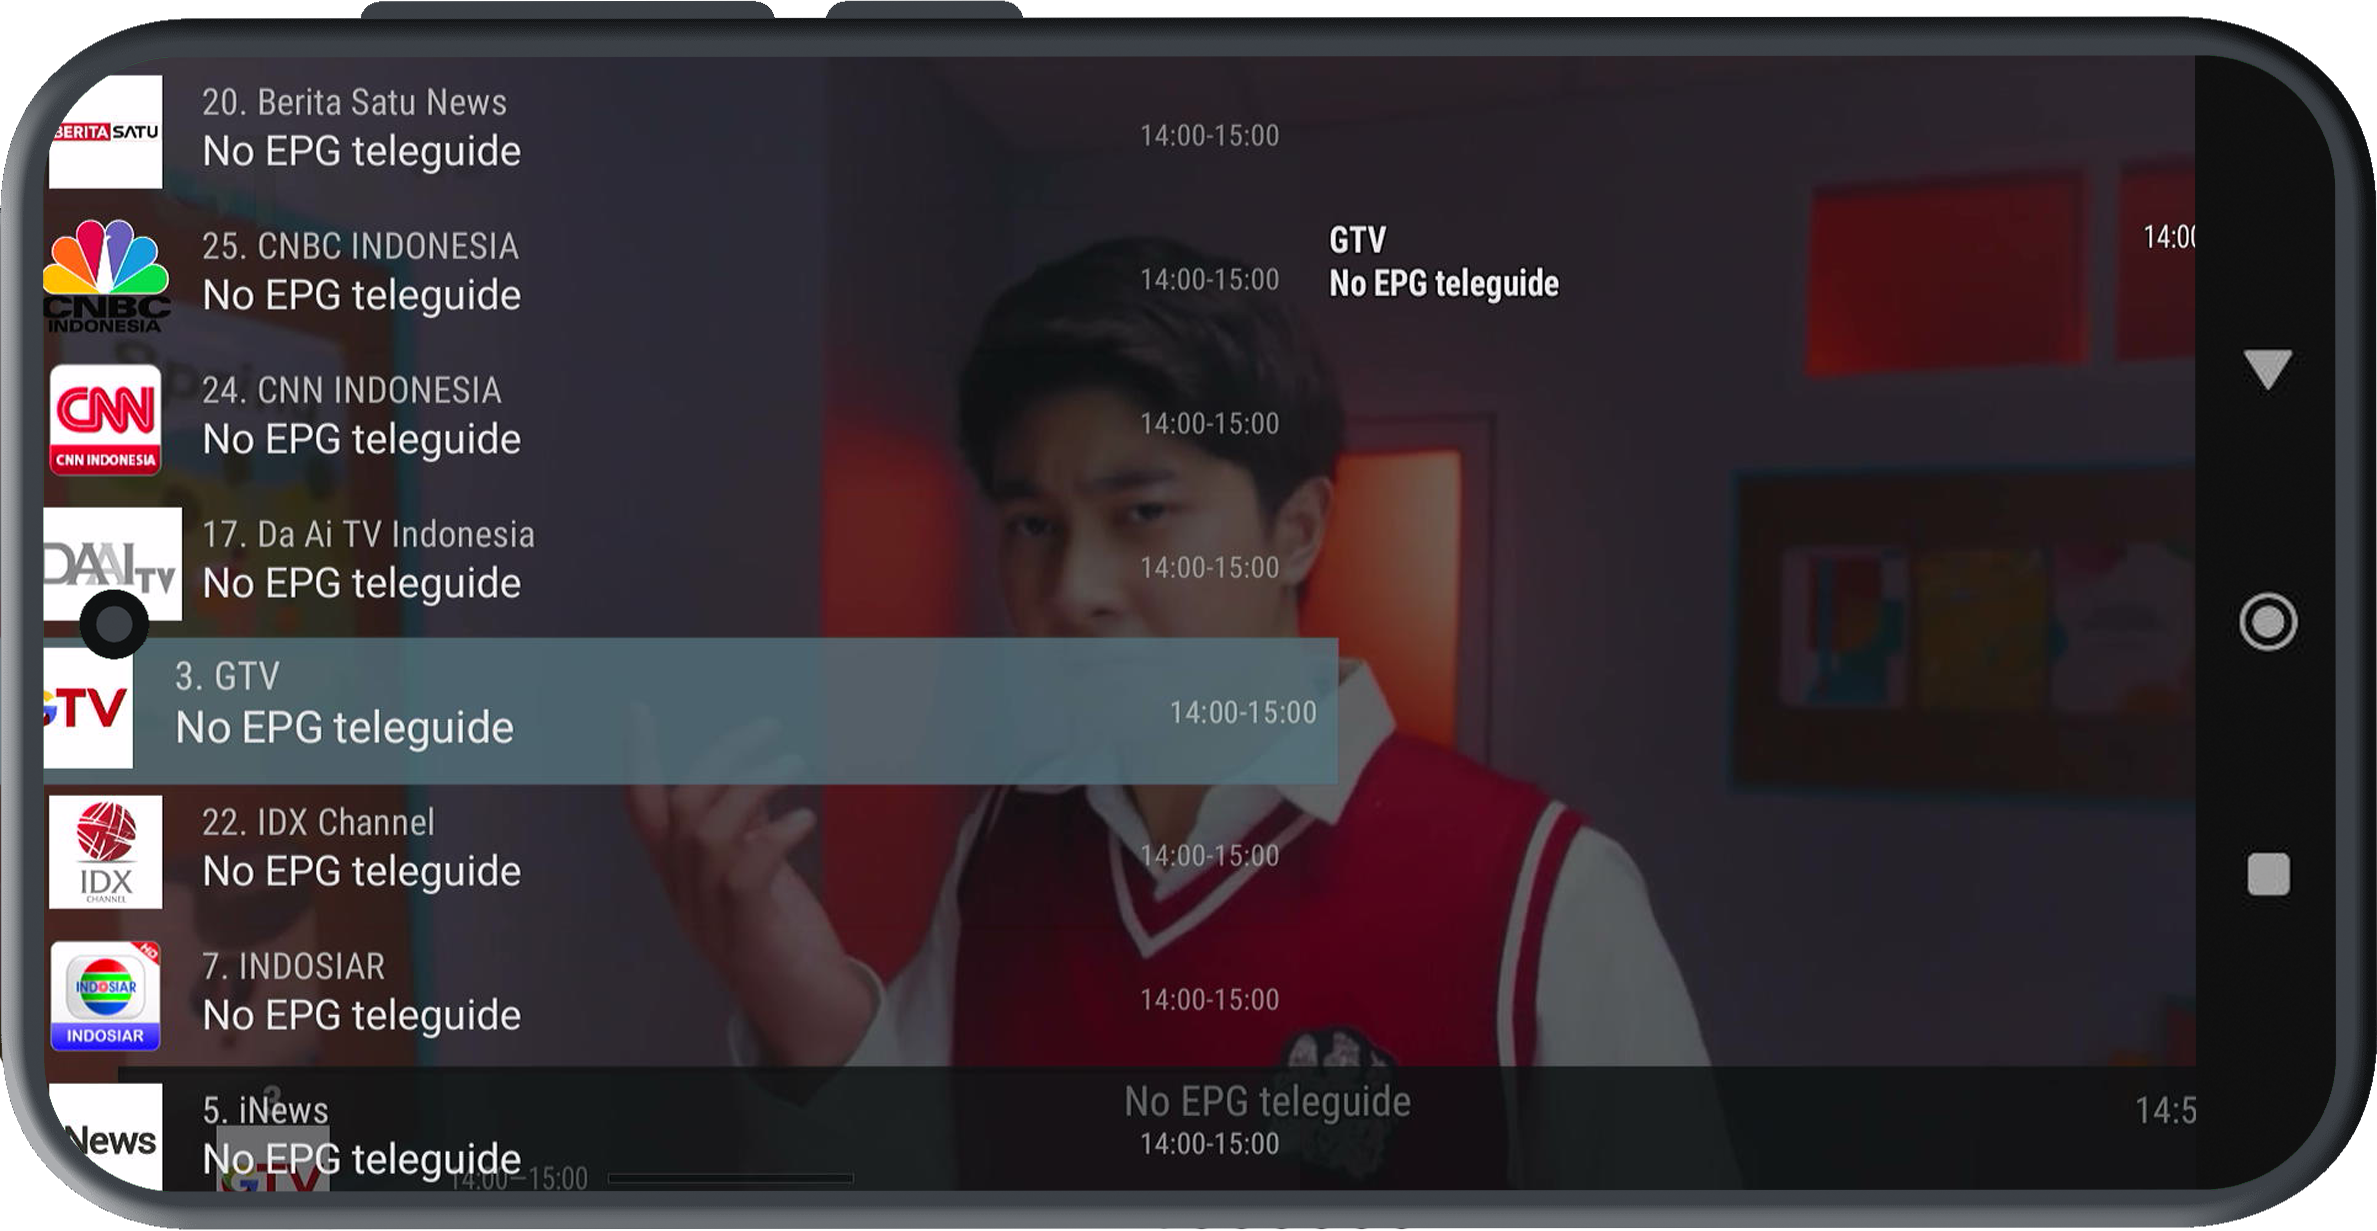 BERITA SATU
20. Berita Satu News
No EPG teleguide
14:00-15:00
CNBC
INDONESIA
25. CNBC INDONESIA
No EPG teleguide
14:00-15:00
GTV
No EPG teleguide
14:00
CNN
CNN INDONESIA
24. CNN INDONESIA
No EPG teleguide
14:00-15:00
DAAI TV
17. Da Ai TV Indonesia
No EPG teleguide
14:00-15:00
GTV
3. GTV
No EPG teleguide
14:00-15:00
IDX
CHANNEL
22. IDX Channel
No EPG teleguide
14:00-15:00
HD
INDOSIAR
INDOSIAR
7. INDOSIAR
No EPG teleguide
14:00-15:00
News
3
5. iNews
No EPG teleguide
No EPG teleguide
14:00-15:00
14:5
GTV
14:00–15:00